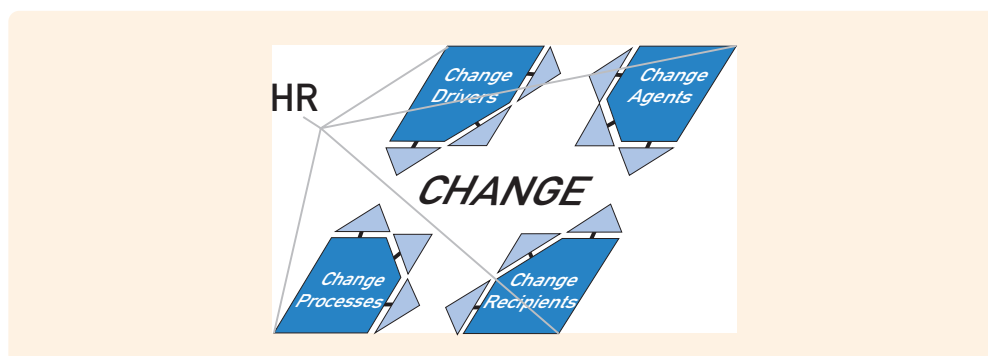 HR
Change
Drivers
Change
Agents
CHANGE
Change
Processes
Change
Recipients